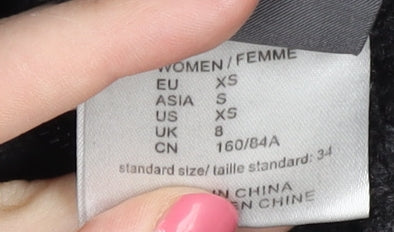 WOMEN / FEMME
EU XS
ASIA S
US XS
UK 8
CN 160/84A
standard size/ taille standard: 34
IN CHINA
EN CHINE